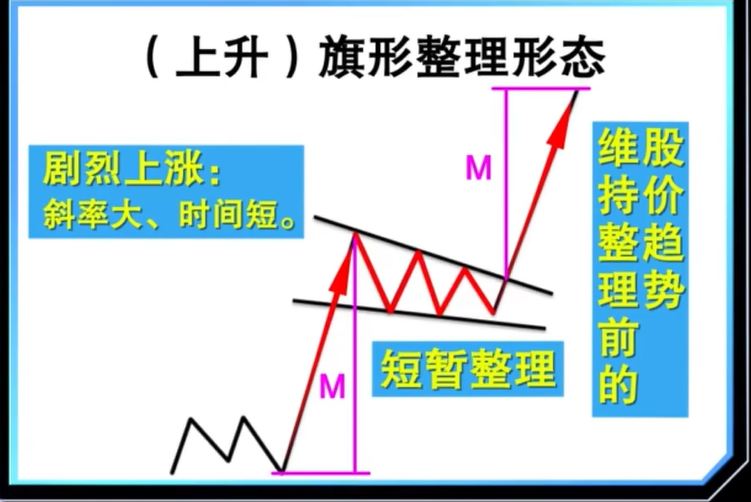 （上升）旗形整理形态
剧烈上涨：
斜率大、时间短。
M
M
短暂整理
维持整理前的
股价趋势